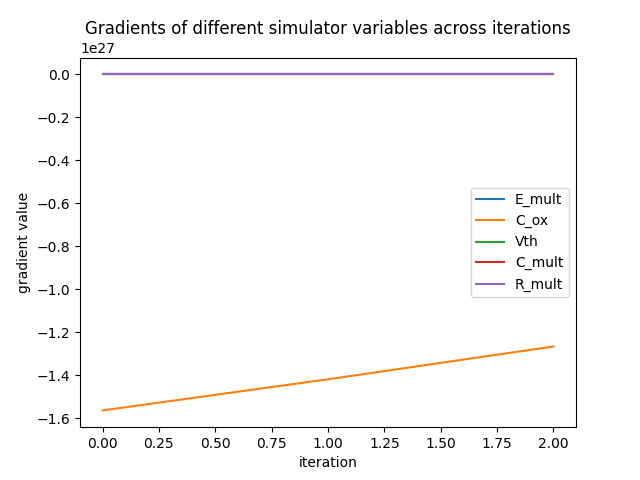 Gradients of different simulator variables across iterations
1e27
0.0
−0.2
−0.4
−0.6
−0.8
−1.0
−1.2
−1.4
−1.6
gradient value
E_mult
C_ox
Vth
C_mult
R_mult
0.00 0.25 0.50 0.75 1.00 1.25 1.50 1.75 2.00
iteration